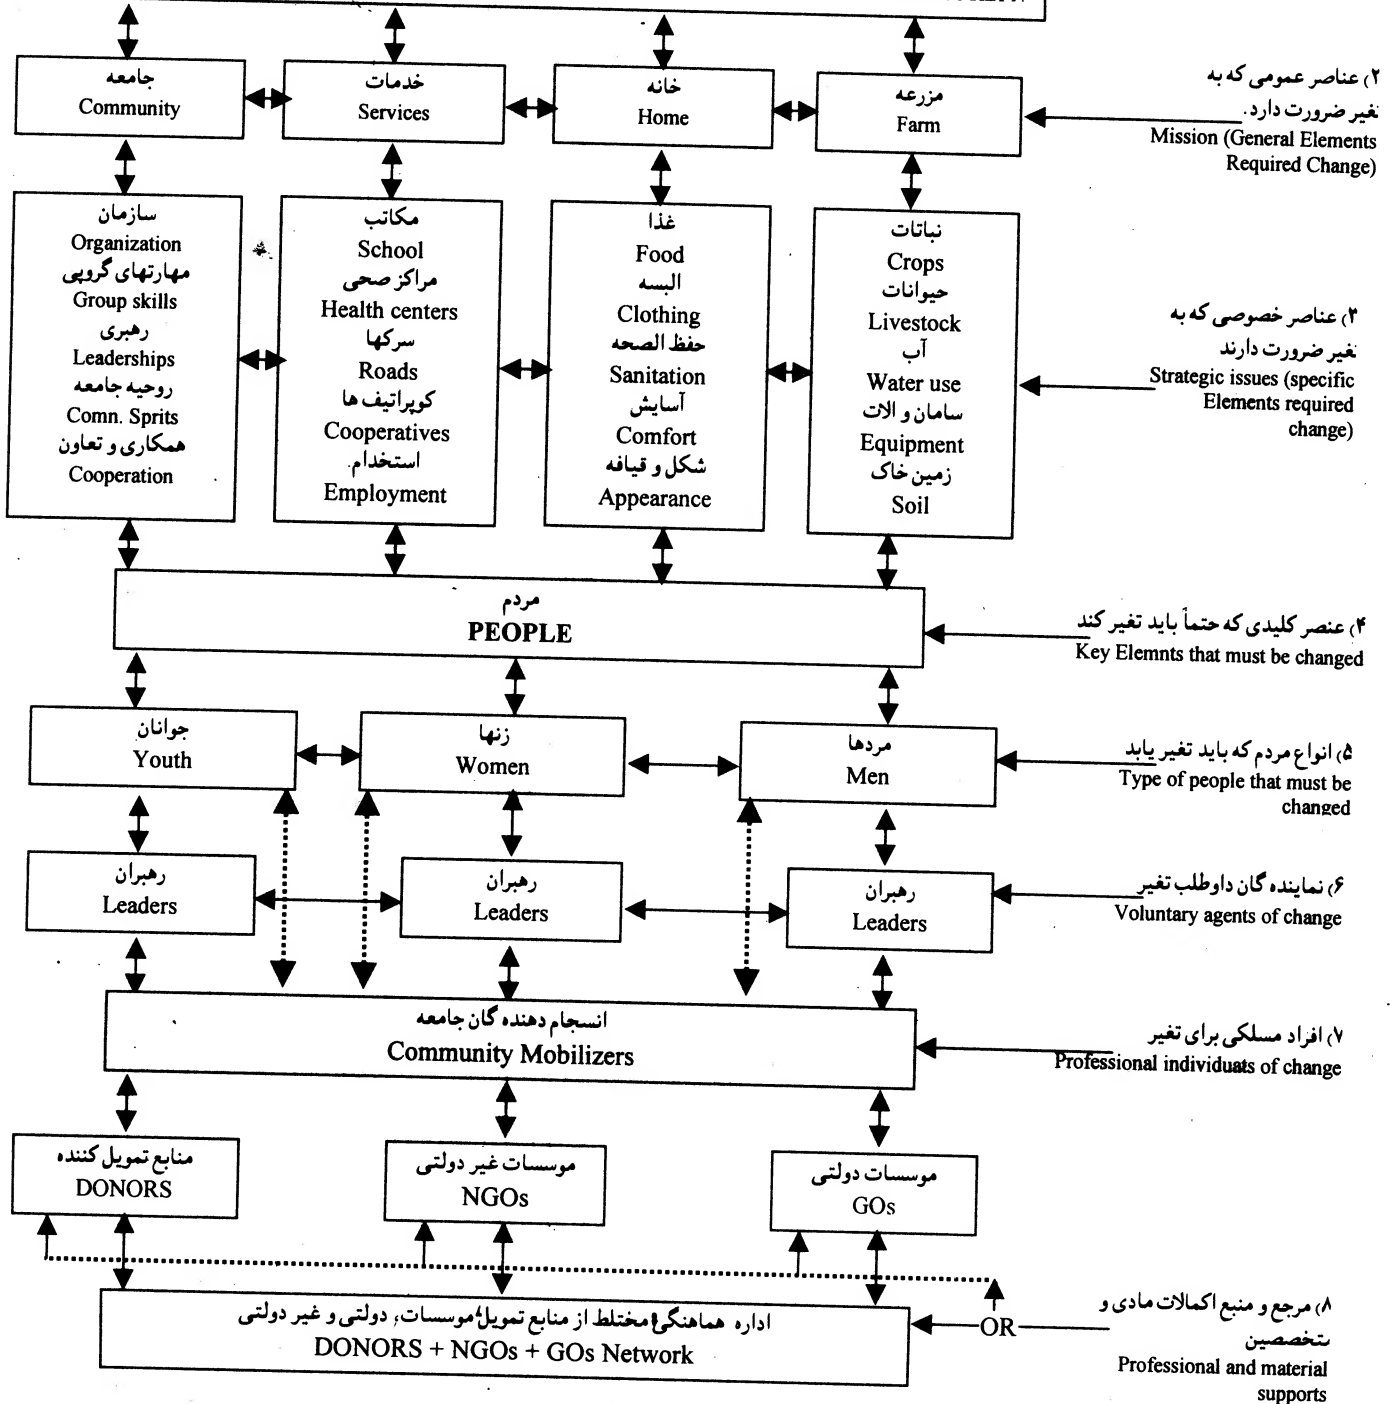 جامعه
Community
خدمات
Services
خانه
Home
مزرعه
Farm
۲) عناصر عمومی که به
تغیر ضرورت دارد.
Mission (General Elements
Required Change)
سازمان
Organization
مهارتهای گروپی
Group skills
رهبری
Leaderships
روحیه جامعه
Comn. Sprits
همکاری و تعاون
Cooperation
مکاتب
School
مراکز صحی
Health centers
سرکها
Roads
کوپراتیف ها
Cooperatives
استخدام
Employment
غذا
Food
البسه
Clothing
حفظ الصحه
Sanitation
آسایش
Comfort
شکل و قیافه
Appearance
نباتات
Crops
حیوانات
Livestock
آب
Water use
سامان و الات
Equipment
زمین خاک
Soil
۳) عناصر خصوصی که به
تغیر ضرورت دارند
Strategic issues (specific
Elements required
change)
مردم
PEOPLE
۴) عنصر کلیدی که حتماً باید تغیر کند
Key Elemnts that must be changed
جوانان
Youth
زنها
Women
مردها
Men
۵) انواع مردم که باید تغیر یابد
Type of people that must be
changed
رهبران
Leaders
رهبران
Leaders
رهبران
Leaders
۶) نماینده گان داوطلب تغیر
Voluntary agents of change
انسجام دهنده گان جامعه
Community Mobilizers
۷) افراد مسلکی برای تغیر
Professional individuats of change
منابع تمویل کننده
DONORS
موسسات غیر دولتی
NGOs
موسسات دولتی
GOs
اداره هماهنگی مختلط از منابع تمویل، موسسات، دولتی و غیر دولتی
DONORS + NGOs + GOs Network
OR
۸) مرجع و منبع اکمالات مادی و
متخصصین
Professional and material
supports